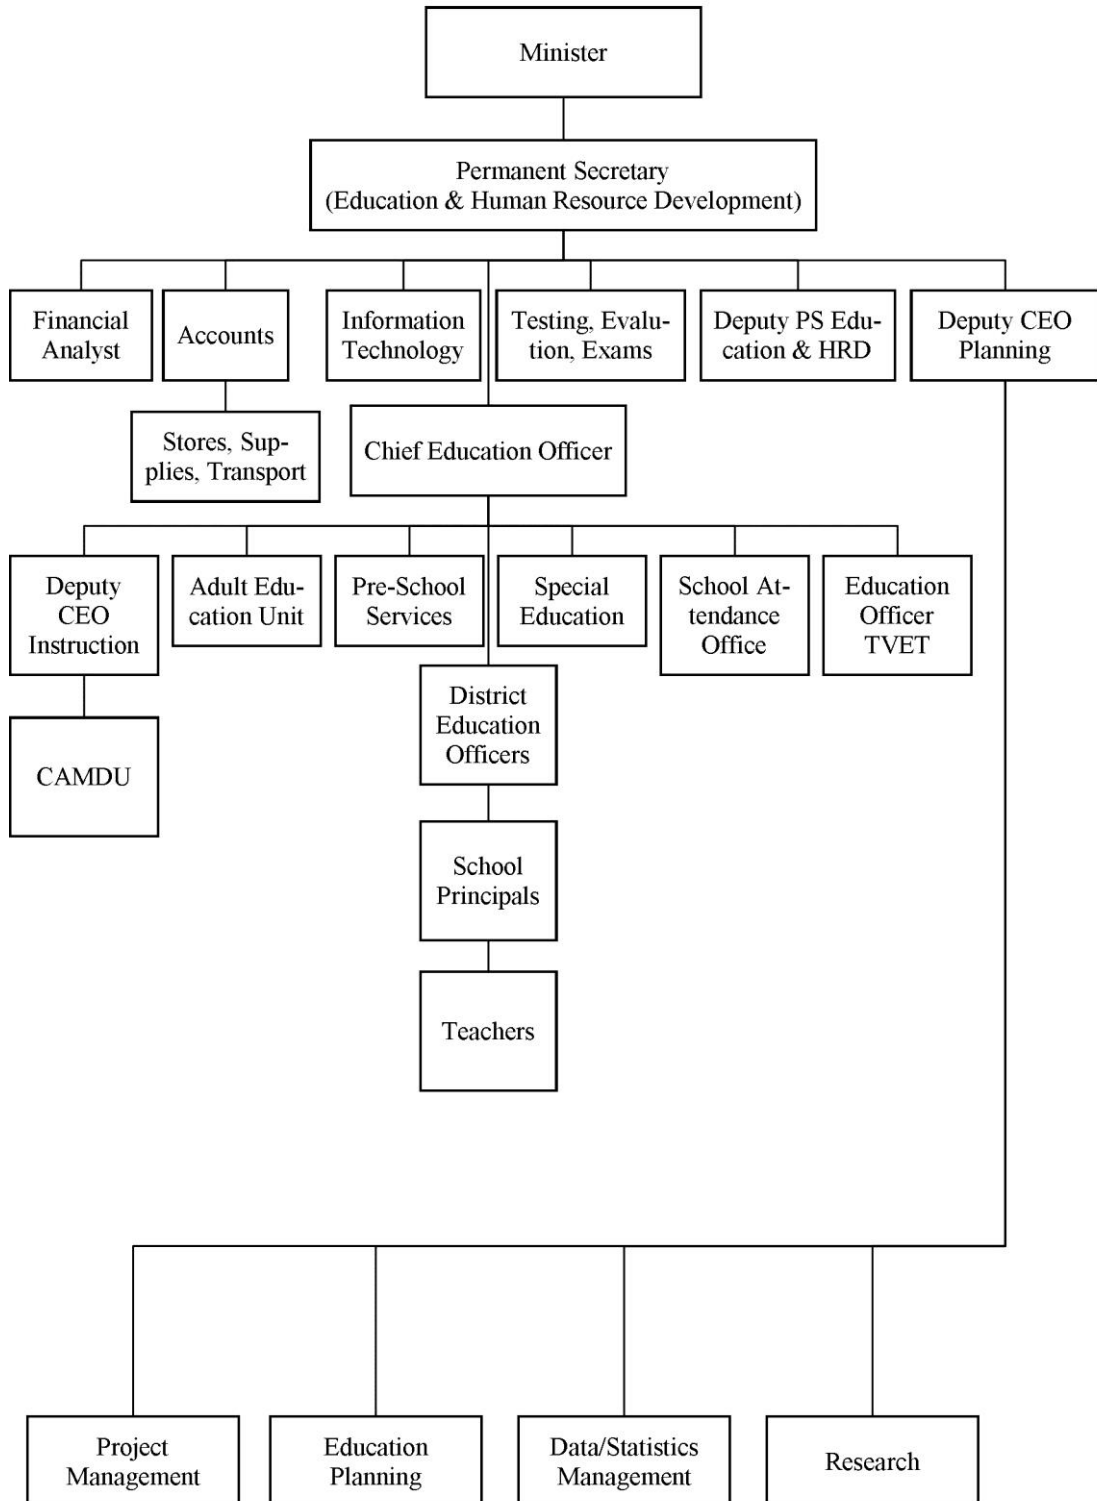 Minister
Permanent Secretary
(Education & Human Resource Development)
Financial
Analyst
Accounts
Information
Technology
Testing, Evalu-
tion, Exams
Deputy PS Edu-
cation & HRD
Deputy CEO
Planning
Stores, Sup-
plies, Transport
Chief Education Officer
Deputy
CEO
Instruction
Adult Edu-
cation Unit
Pre-School
Services
Special
Education
School At-
tendance
Office
Education
Officer
TVET
CAMDU
District
Education
Officers
School
Principals
Teachers
Project
Management
Education
Planning
Data/Statistics
Management
Research